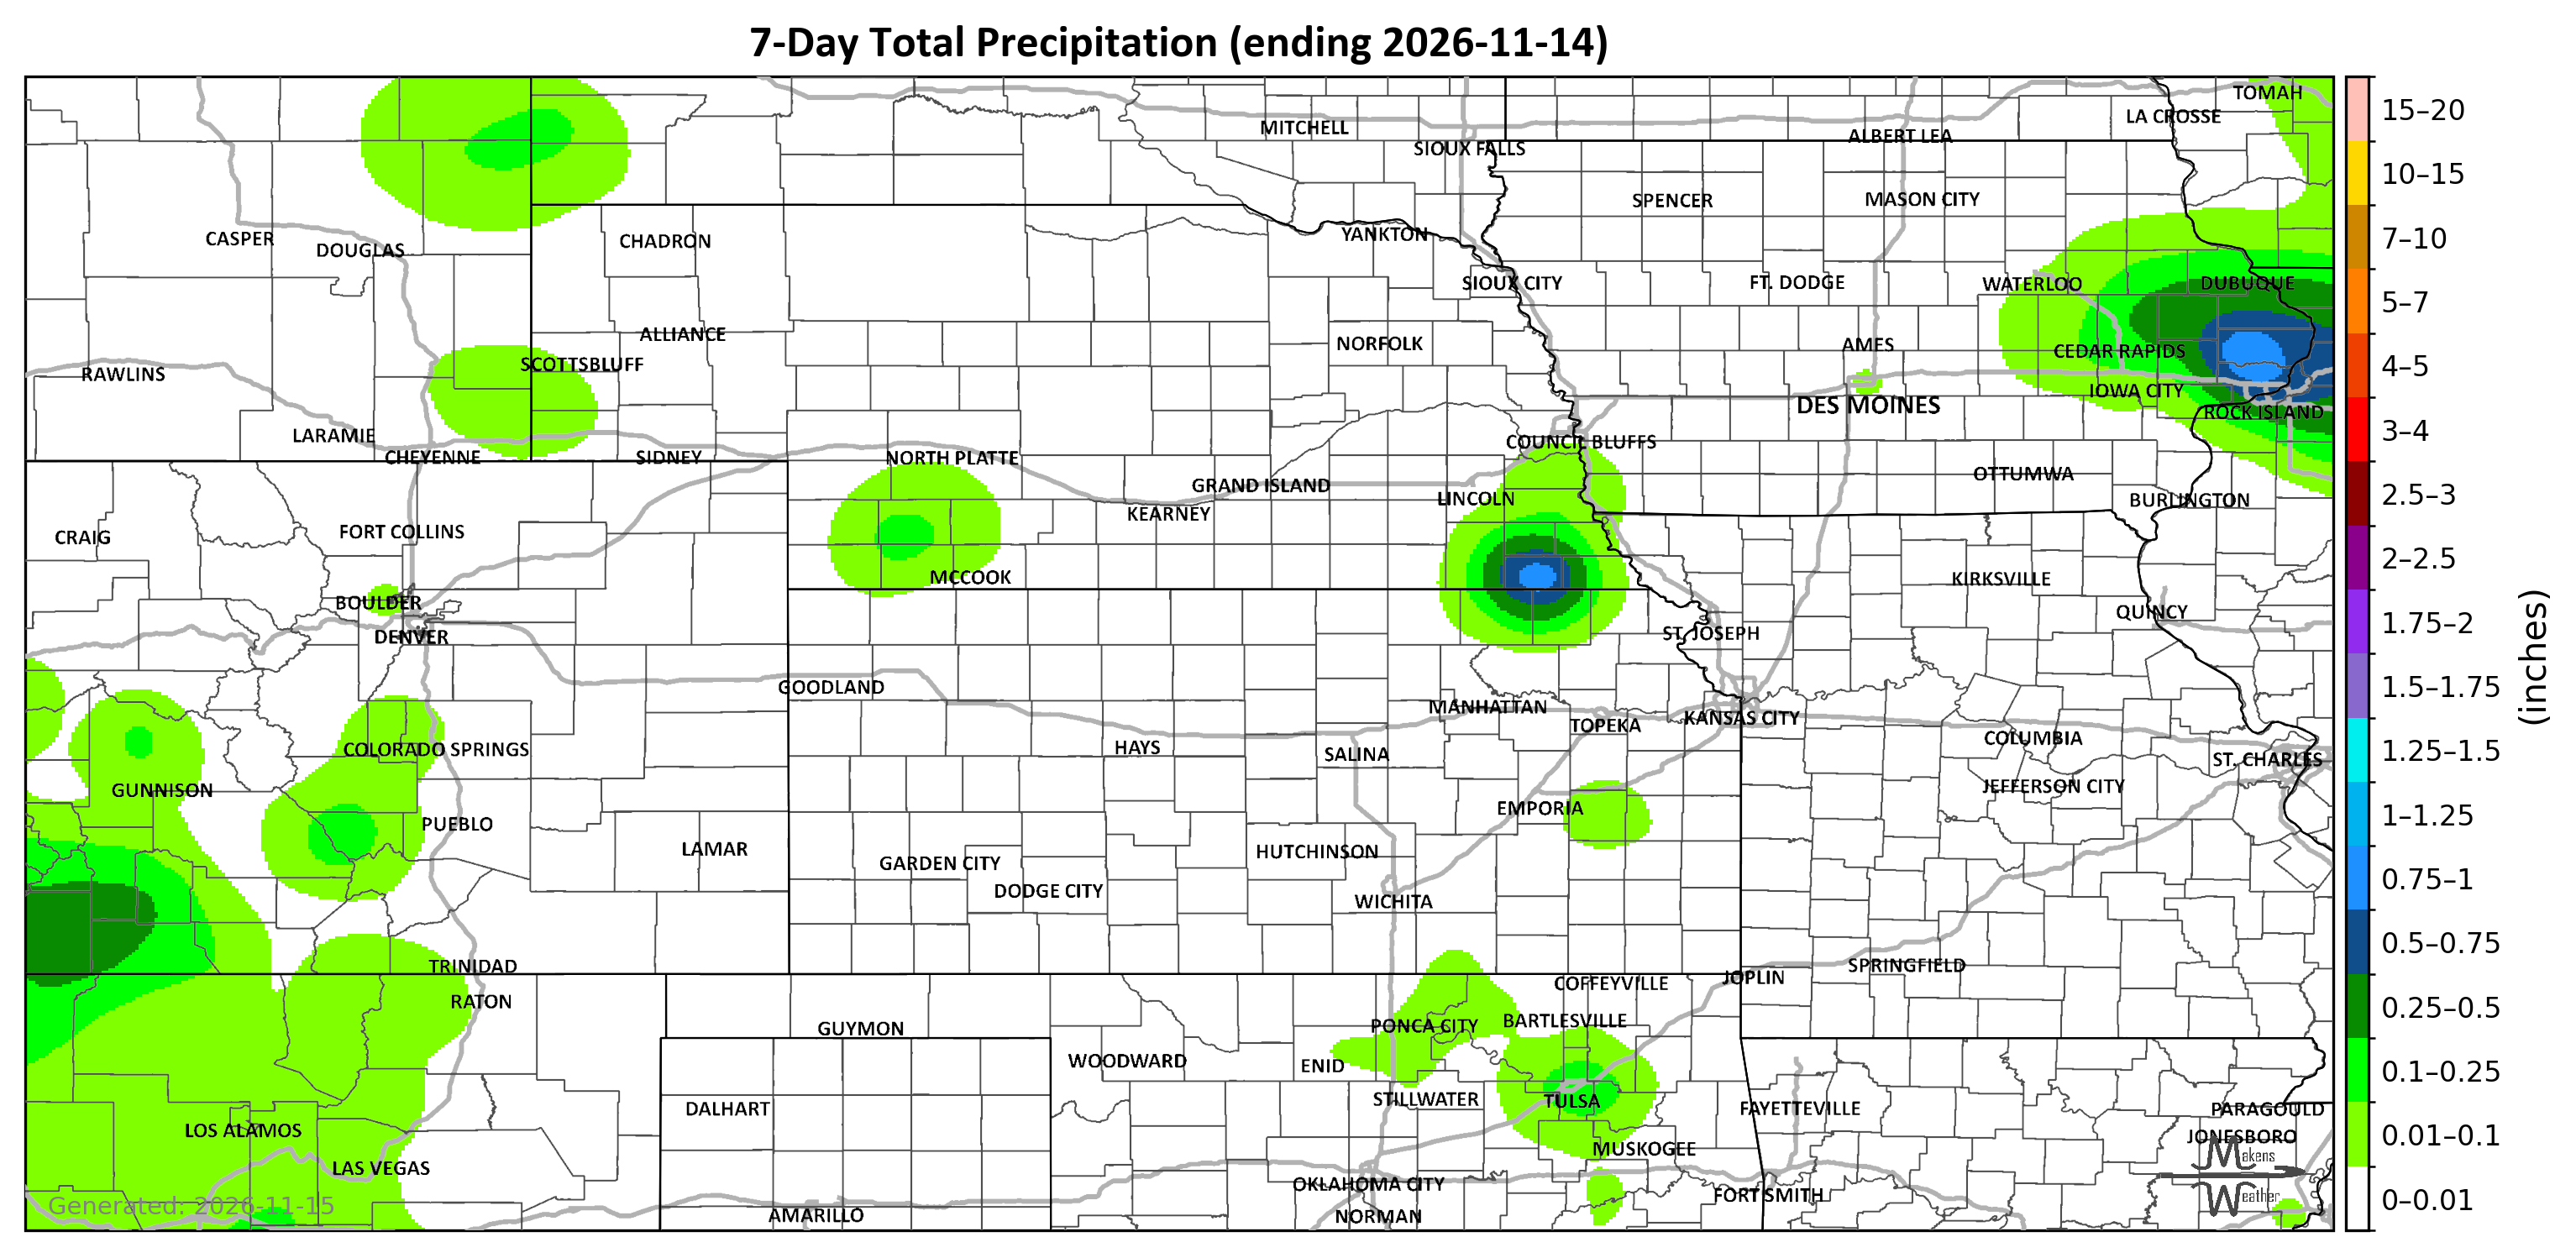 7-Day Total Precipitation (ending 2026-11-14)
TOMAH
LA CROSSE
MITCHELL
ALBERT LEA
SIOUX FALLS
SPENCER
MASON CITY
YANKTON
CASPER
DOUGLAS
CHADRON
SIOUX CITY
FT. DODGE
WATERLOO
DUBUQUE
ALLIANCE
NORFOLK
AMES
CEDAR RAPIDS
SCOTTSBLUFF
RAWLINS
IOWA CITY
DES MOINES
ROCK ISLAND
LARAMIE
COUNCIL BLUFFS
CHEYENNE
SIDNEY
NORTH PLATTE
OTTUMWA
GRAND ISLAND
LINCOLN
BURLINGTON
KEARNEY
CRAIG
FORT COLLINS
MCCOOK
KIRKSVILLE
BOULDER
QUINCY
DENVER
ST. JOSEPH
GOODLAND
MANHATTAN
TOPEKA
KANSAS CITY
COLORADO SPRINGS
HAYS
SALINA
COLUMBIA
ST. CHARLES
GUNNISON
JEFFERSON CITY
EMPORIA
PUEBLO
LAMAR
GARDEN CITY
HUTCHINSON
DODGE CITY
WICHITA
TRINIDAD
SPRINGFIELD
JOPLIN
COFFEYVILLE
RATON
GUYMON
PONCA CITY
BARTLESVILLE
WOODWARD
ENID
STILLWATER
TULSA
DALHART
FAYETTEVILLE
PARAGOULD
LOS ALAMOS
JONESBORO
MUSKOGEE
LAS VEGAS
OKLAHOMA CITY
FORT SMITH
AMARILLO
NORMAN
Makens
Weather
Generated: 2026-11-15
15–20
10–15
7–10
5–7
4–5
3–4
2.5–3
2–2.5
1.75–2
1.5–1.75
1.25–1.5
1–1.25
0.75–1
0.5–0.75
0.25–0.5
0.1–0.25
0.01–0.1
0–0.01
(inches)